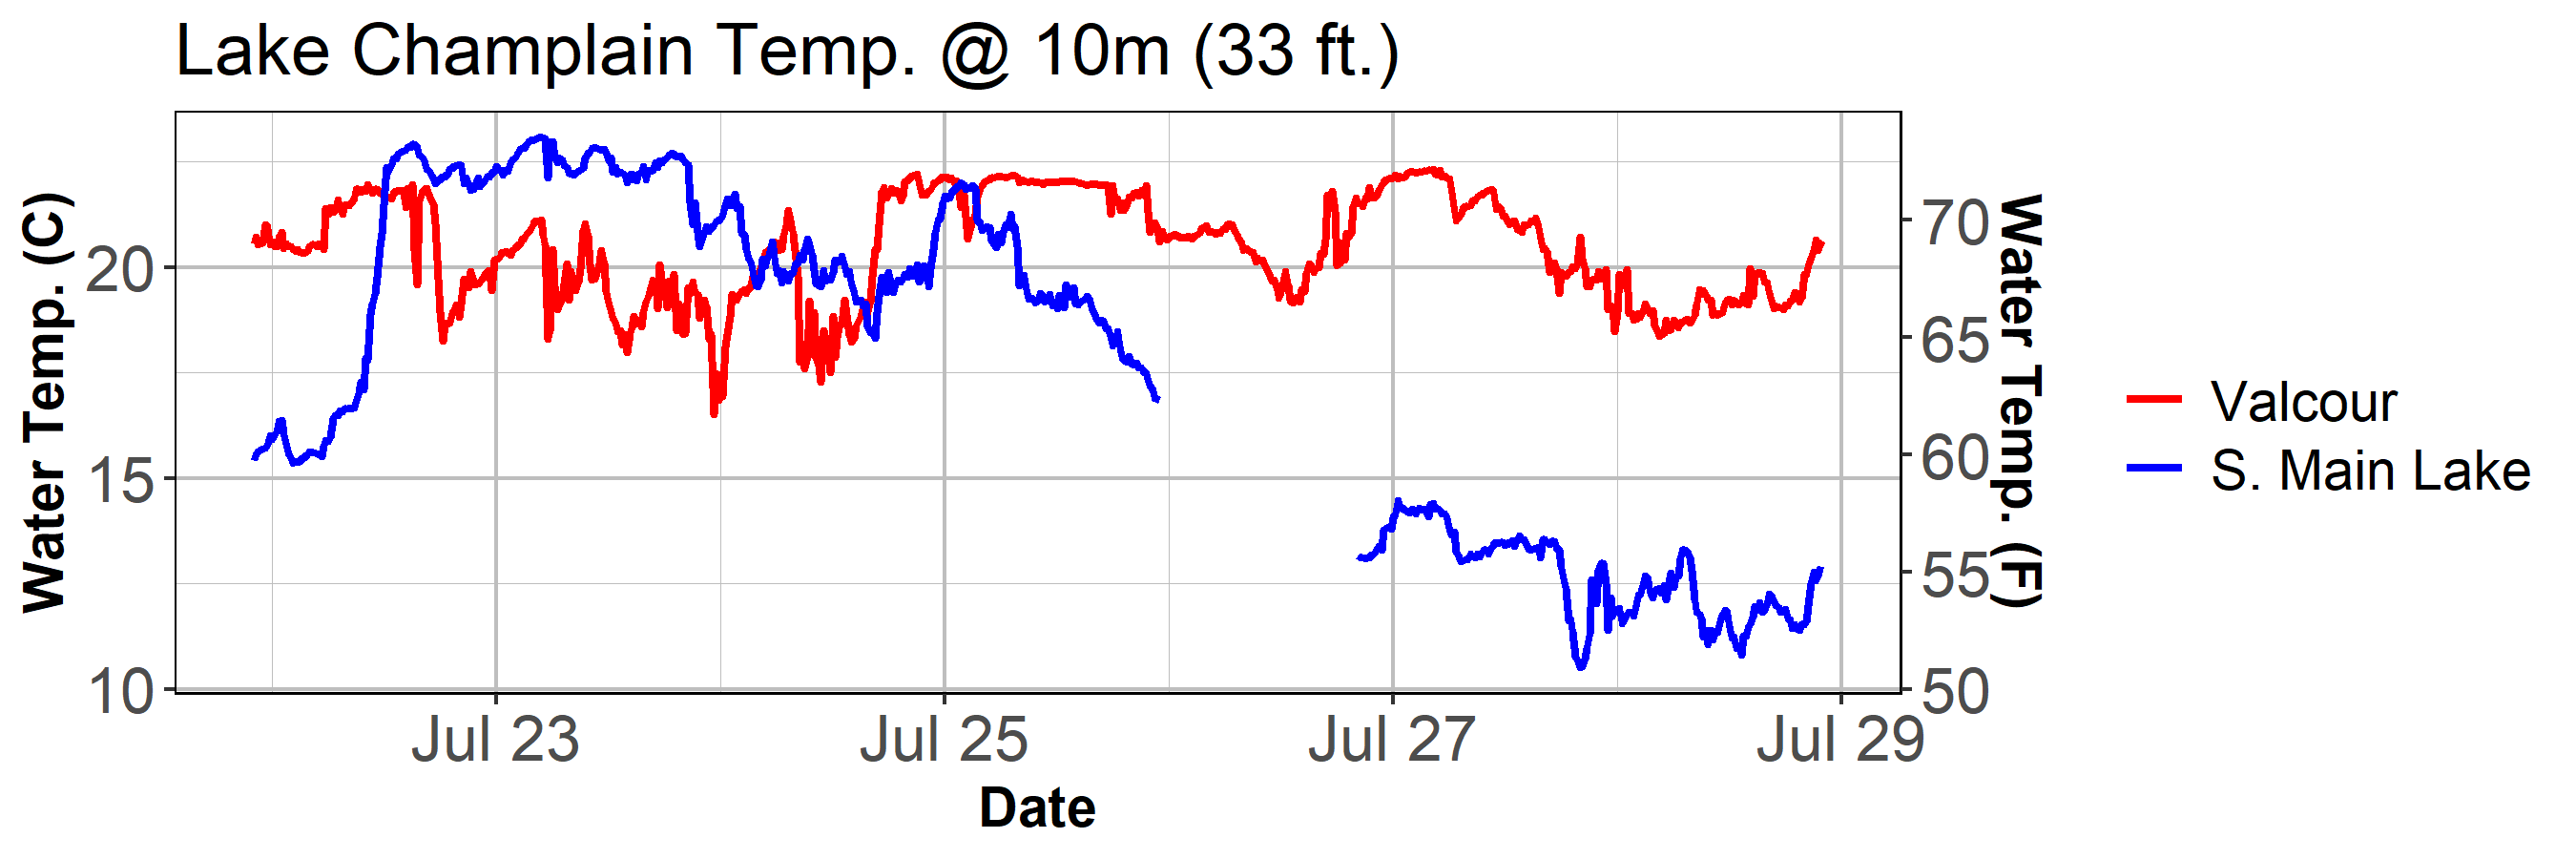 Lake Champlain Temp. @ 10m (33 ft.)
Water Temp. (C)
20
15
10
70
65
60
55
50
Water Temp. (F)
Jul 23
Jul 25
Jul 27
Jul 29
Date
Valcour
S. Main Lake